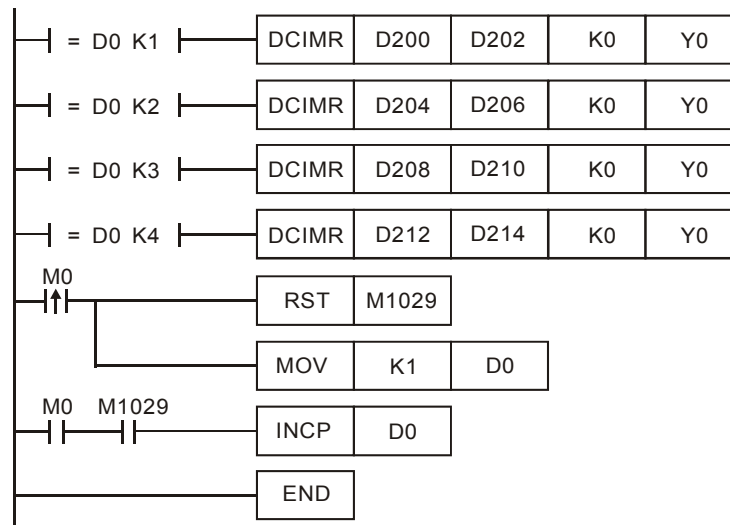 = D0 K1 DCIMR D200 D202 K0 Y0
= D0 K2 DCIMR D204 D206 K0 Y0
= D0 K3 DCIMR D208 D210 K0 Y0
= D0 K4 DCIMR D212 D214 K0 Y0
M0
RST M1029
MOV K1 D0
M0 M1029
INCP D0
END